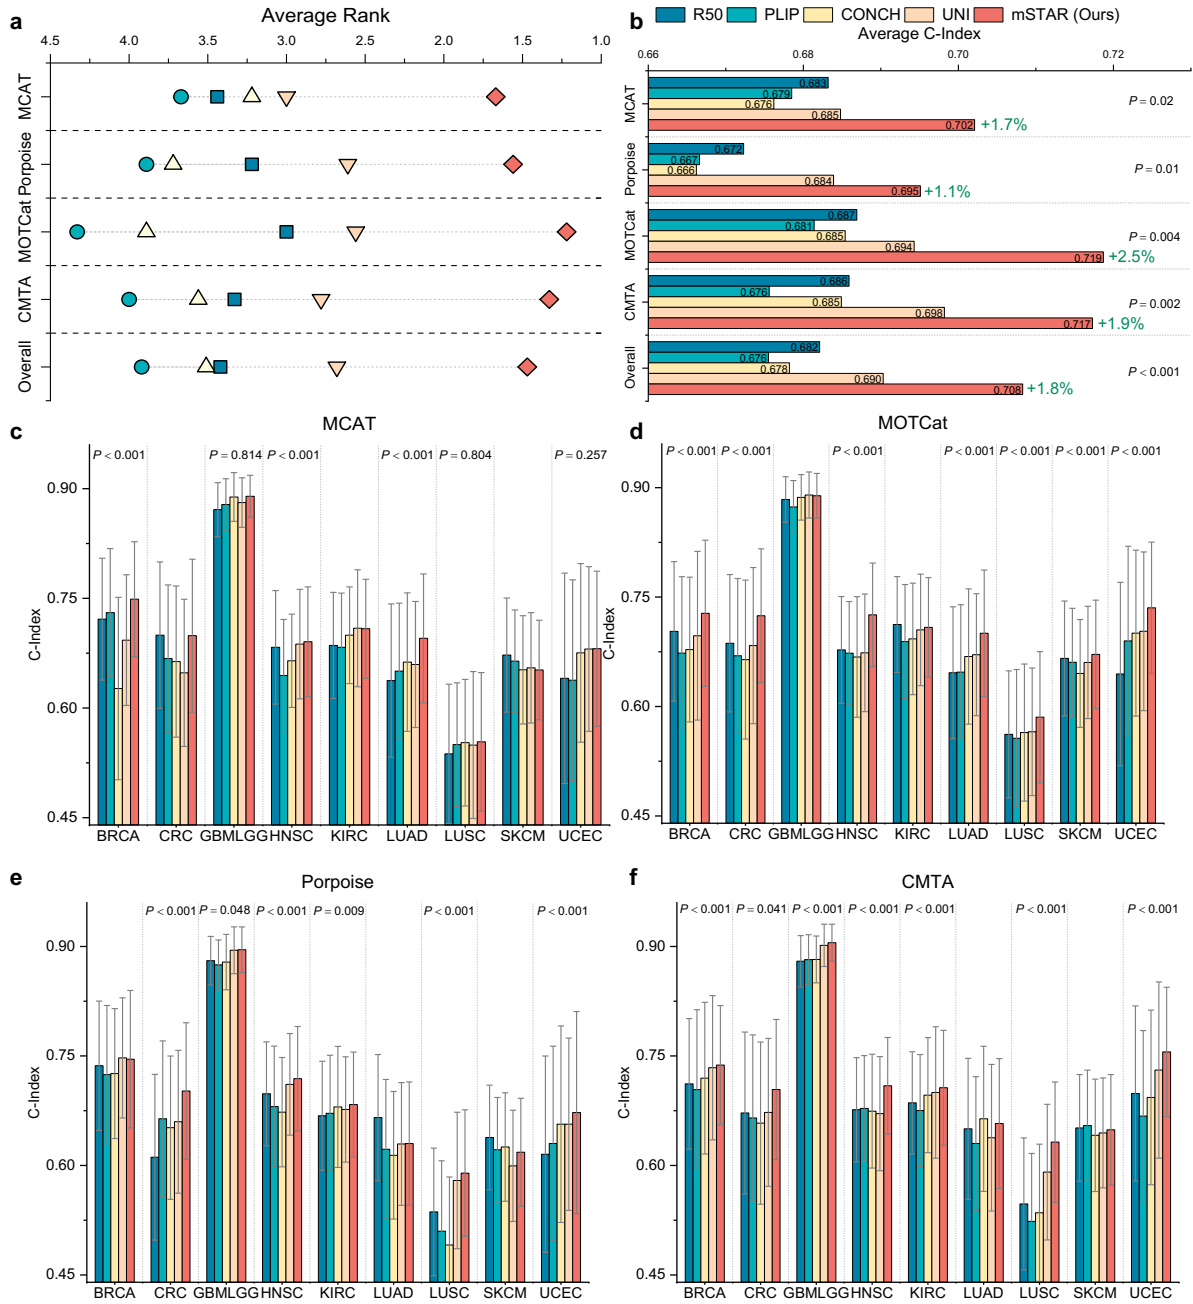 a
Average Rank
4.5 4.0 3.5 3.0 2.5 2.0 1.5 1.0
MCAT
Porpoise
MOTCat
CMTA
Overall
b
R50 PLIP CONCH UNI mSTAR (Ours)
Average C-Index
0.66 0.68 0.70 0.72
MCAT
0.683
0.679
0.676
0.685
0.702 +1.7%
P = 0.02
Porpoise
0.672
0.667
0.666
0.684
0.695 +1.1%
P = 0.01
MOTCat
0.687
0.681
0.685
0.694
0.719 +2.5%
P = 0.004
CMTA
0.686
0.676
0.685
0.698
0.717 +1.9%
P = 0.002
Overall
0.682
0.676
0.678
0.690
0.708 +1.8%
P < 0.001
c
MCAT
P < 0.001 P = 0.814 P < 0.001 P < 0.001 P = 0.804 P = 0.257
C-Index
0.90
0.75
0.60
0.45
BRCA CRC GBMLGG HNSC KIRC LUAD LUSC SKCM UCEC
d
MOTCat
P < 0.001 P < 0.001 P < 0.001 P < 0.001 P < 0.001 P < 0.001 P < 0.001
C-Index
0.90
0.75
0.60
0.45
BRCA CRC GBMLGG HNSC KIRC LUAD LUSC SKCM UCEC
e
Porpoise
P < 0.001 P = 0.048 P < 0.001 P = 0.009 P < 0.001 P < 0.001
C-Index
0.90
0.75
0.60
0.45
BRCA CRC GBMLGG HNSC KIRC LUAD LUSC SKCM UCEC
f
CMTA
P < 0.001 P = 0.041 P < 0.001 P < 0.001 P < 0.001 P < 0.001 P < 0.001
C-Index
0.90
0.75
0.60
0.45
BRCA CRC GBMLGG HNSC KIRC LUAD LUSC SKCM UCEC